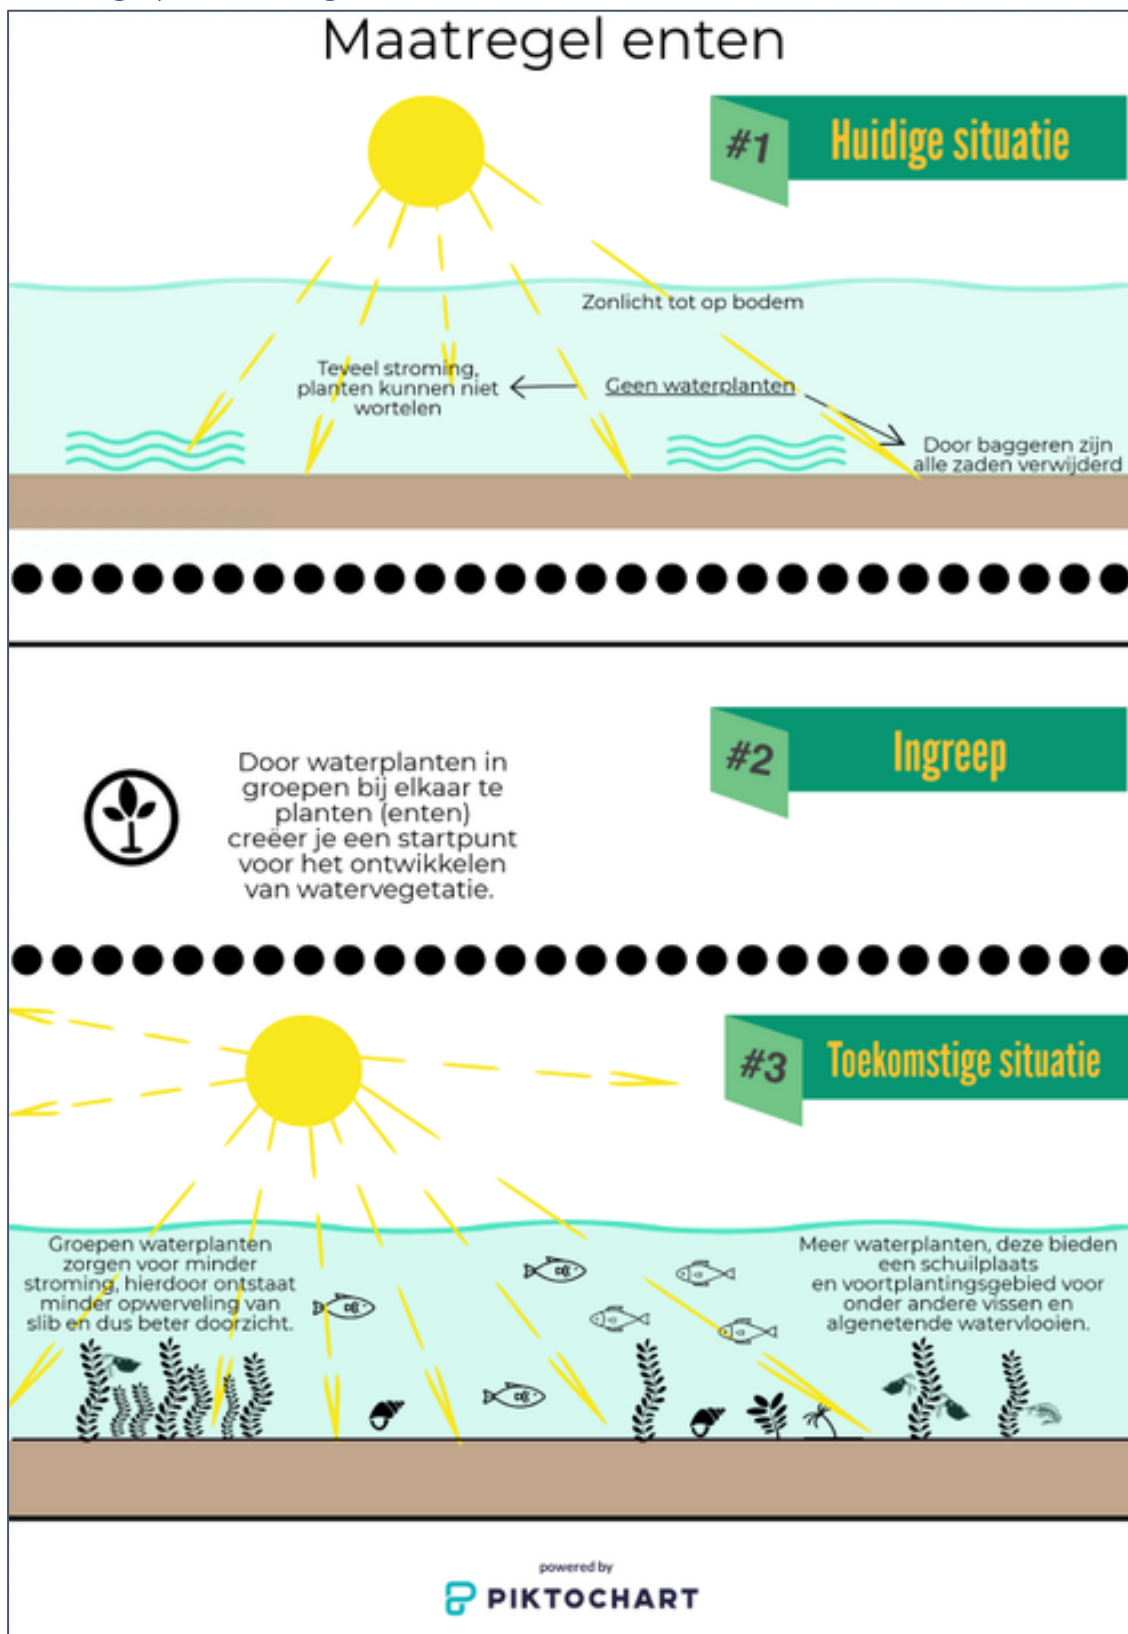 Maatregel enten
#1
Huidige situatie
Zonlicht tot op bodem
Teveel stroming,
planten kunnen niet
wortelen
Geen waterplanten
Door baggeren zijn
alle zaden verwijderd
#2
Ingreep
Door waterplanten in
groepen bij elkaar te
planten (enten)
creëer je een startpunt
voor het ontwikkelen
van watervegetatie.
#3
Toekomstige situatie
Groepen waterplanten
zorgen voor minder
stroming, hierdoor ontstaat
minder opwerveling van
slib en dus beter doorzicht.
Meer waterplanten, deze bieden
een schuilplaats
en voortplantingsgebied voor
onder andere vissen en
algenetende watervlooien.
powered by
PIKTOCHART